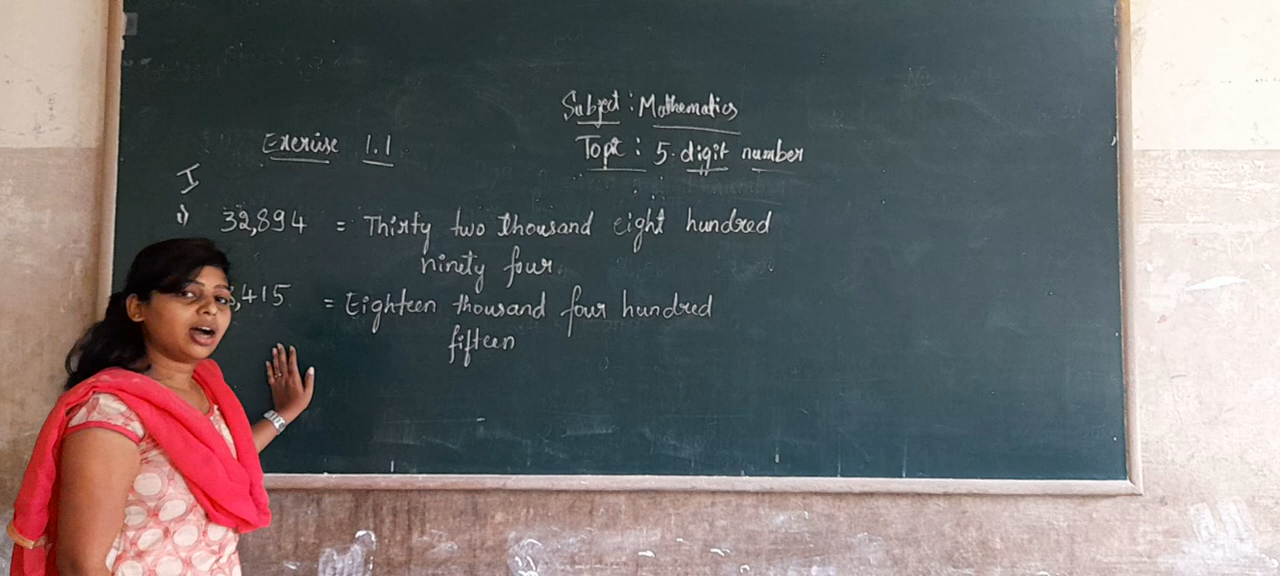 Subject : Mathematics
Topic : 5-digit number
Exercise 1.1
I
1) 32,894 = Thirty two thousand eight hundred
ninety four
,415 = Eighteen thousand four hundred
fifteen